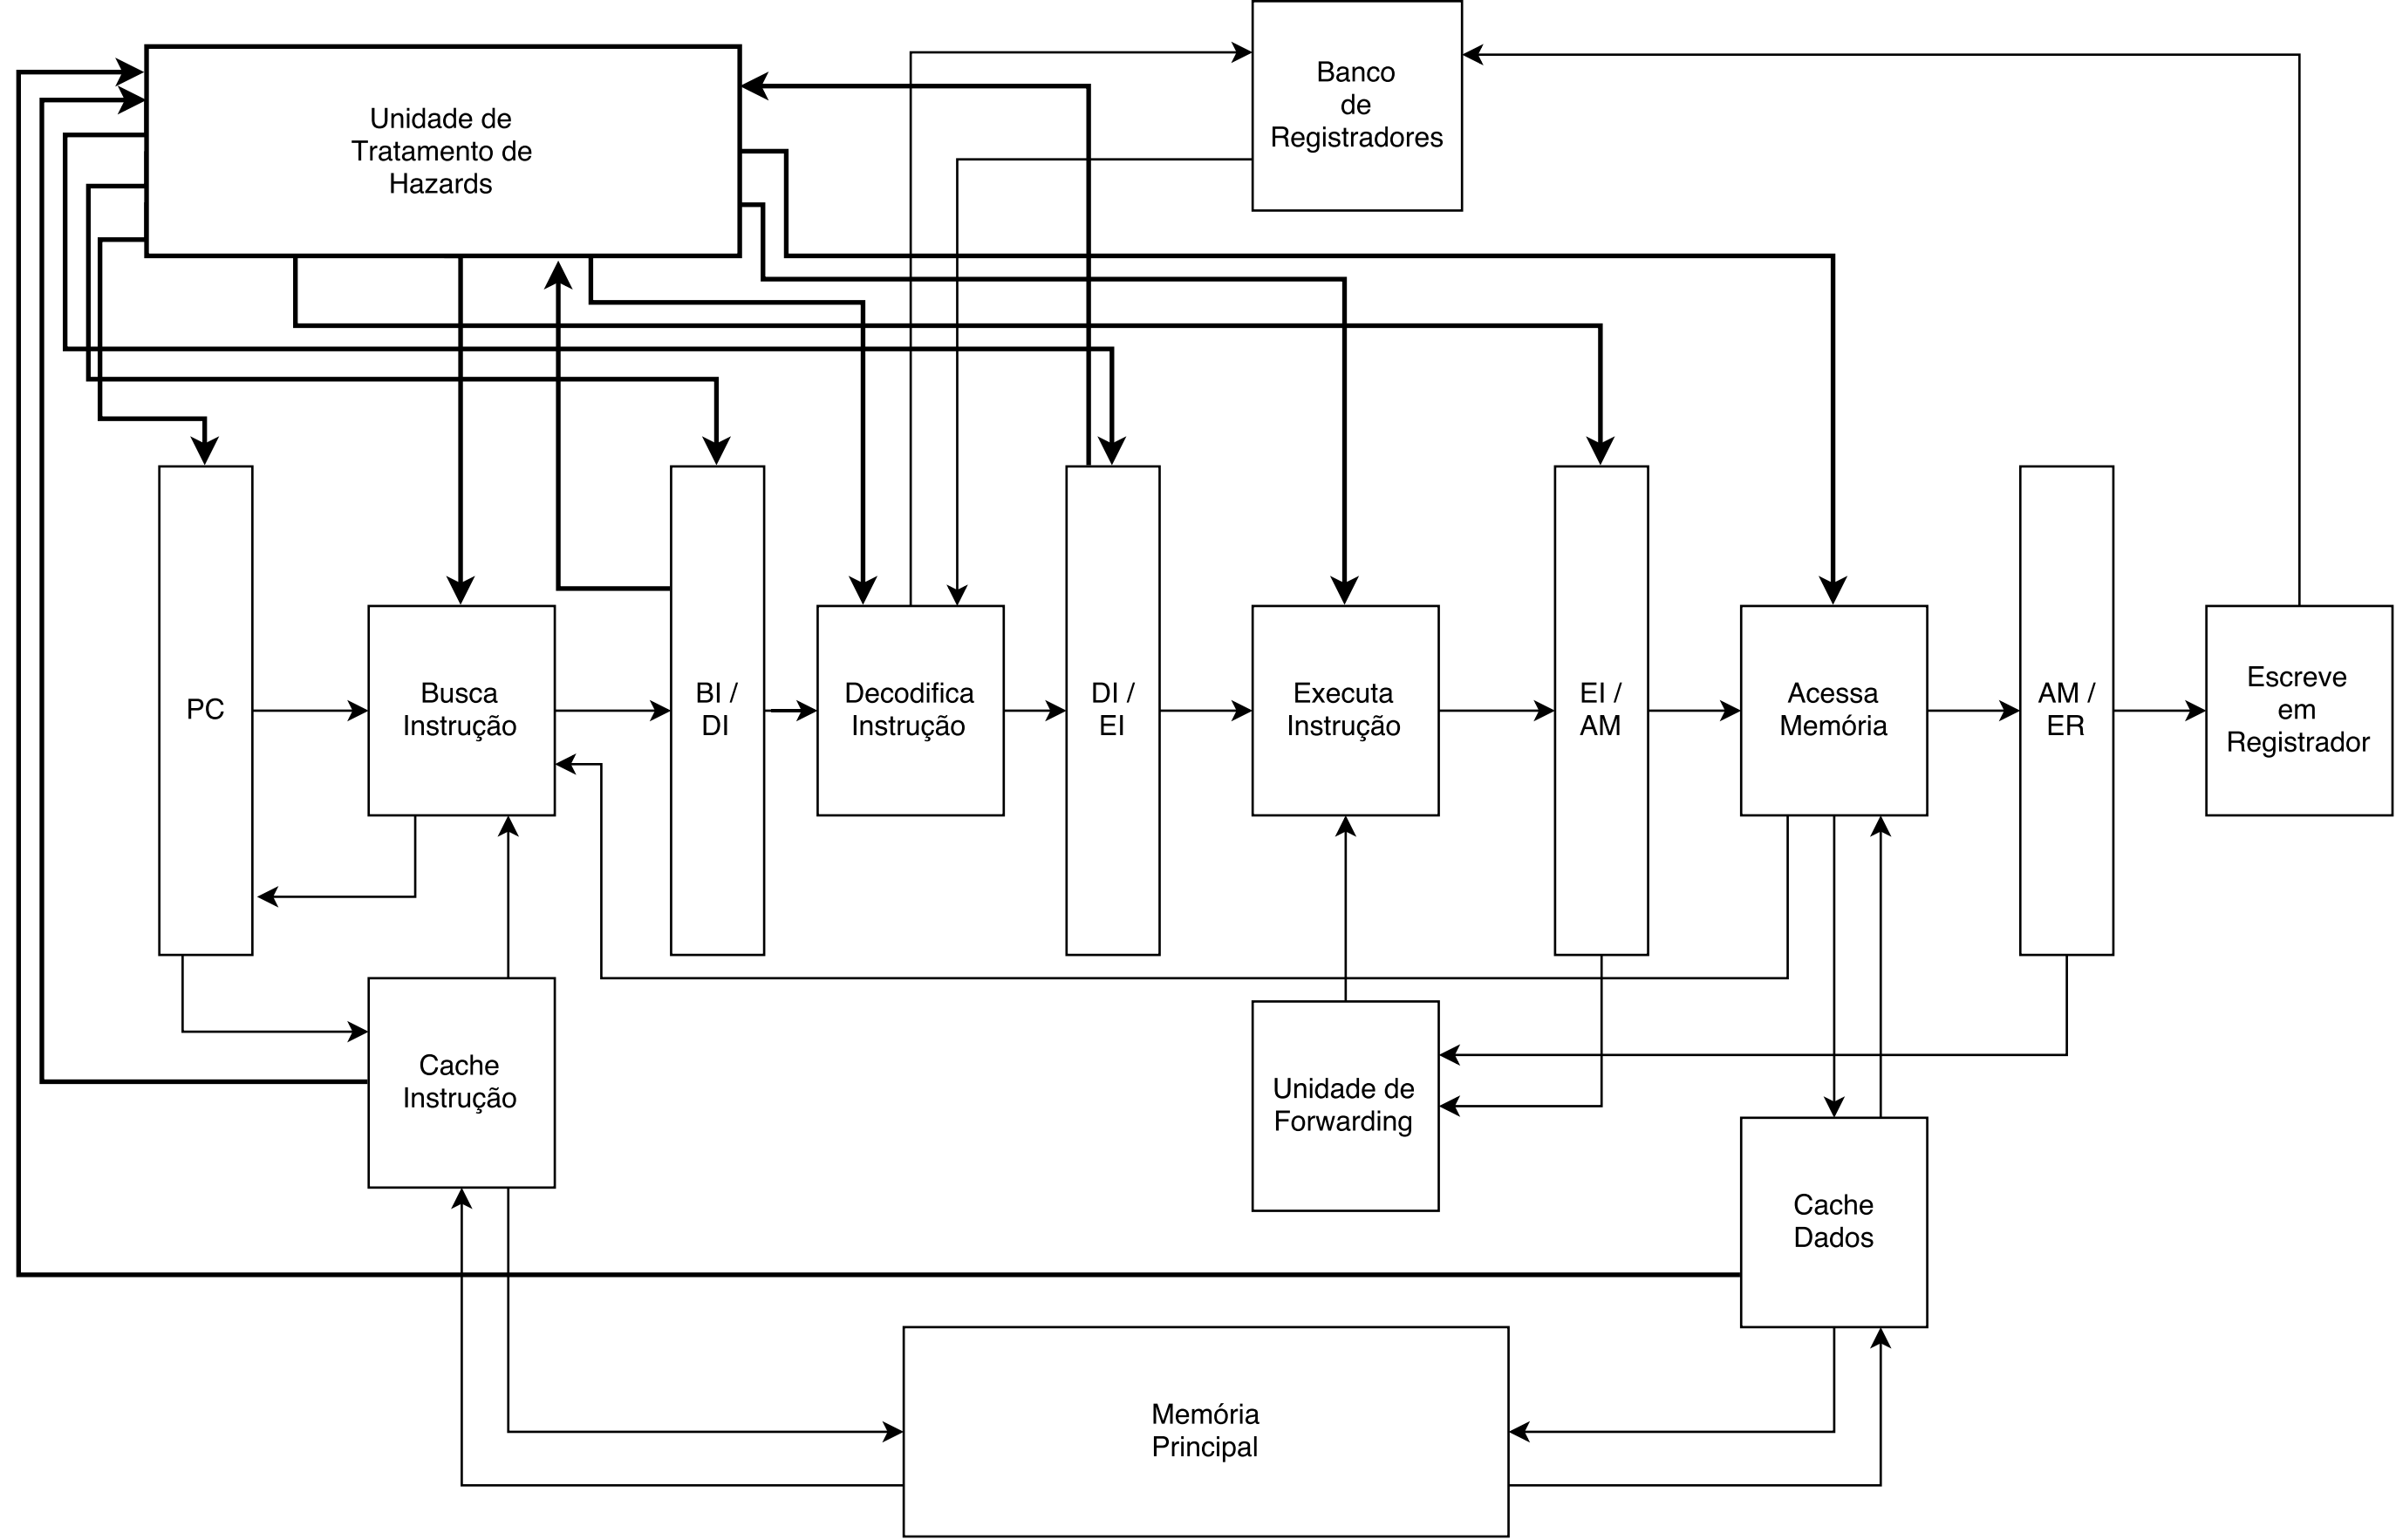 Banco
de
Registradores
Unidade de
Tratamento de
Hazards
PC
Busca
Instrução
BI /
DI
Decodifica
Instrução
DI /
EI
Executa
Instrução
EI /
AM
Acessa
Memória
AM /
ER
Escreve
em
Registrador
Cache
Instrução
Unidade de
Forwarding
Cache
Dados
Memória
Principal